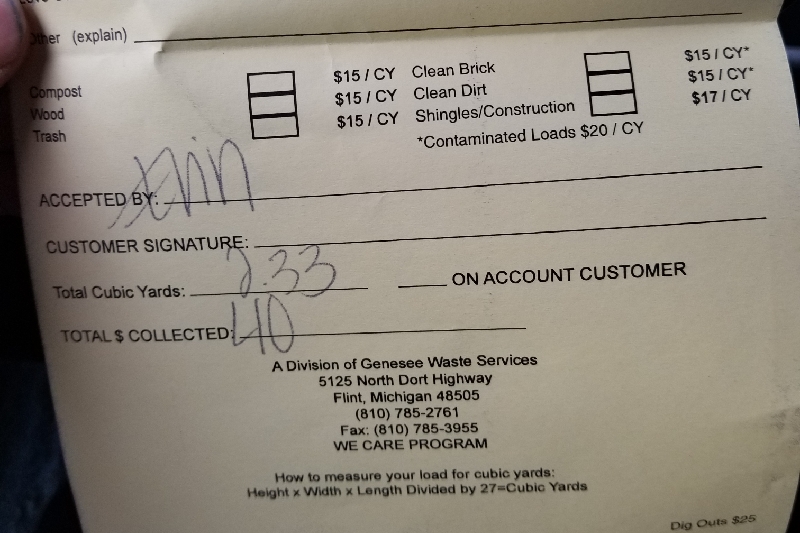 Other (explain)
Compost $15 / CY Clean Brick $15 / CY*
Wood $15 / CY Clean Dirt $15 / CY*
Trash $15 / CY Shingles/Construction $17 / CY
*Contaminated Loads $20 / CY
ACCEPTED BY:
CUSTOMER SIGNATURE:
Total Cubic Yards: 2.33 ON ACCOUNT CUSTOMER
TOTAL $ COLLECTED: 40
A Division of Genesee Waste Services
5125 North Dort Highway
Flint, Michigan 48505
(810) 785-2761
Fax: (810) 785-3955
WE CARE PROGRAM
How to measure your load for cubic yards:
Height x Width x Length Divided by 27=Cubic Yards
Dig Outs $25